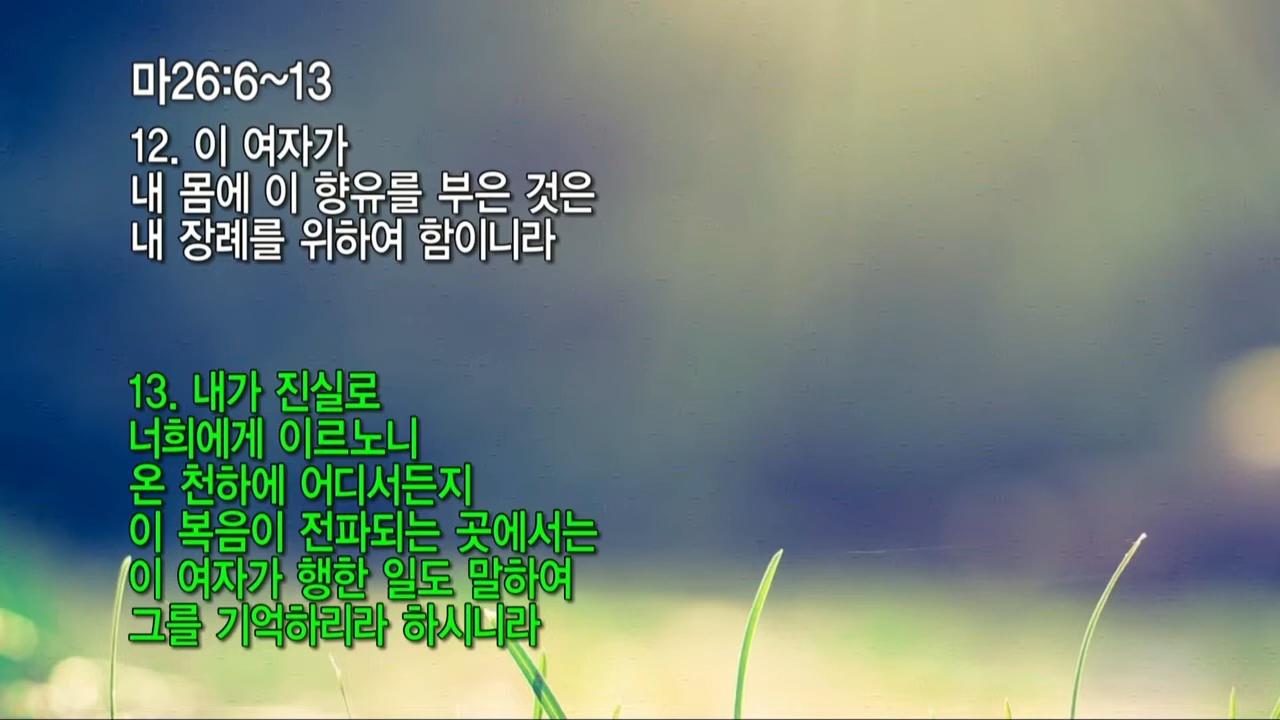 마26:6~13
12. 이 여자가
내 몸에 이 향유를 부은 것은
내 장례를 위하여 함이니라
13. 내가 진실로
너희에게 이르노니
온 천하에 어디서든지
이 복음이 전파되는 곳에서는
이 여자가 행한 일도 말하여
그를 기억하리라 하시니라